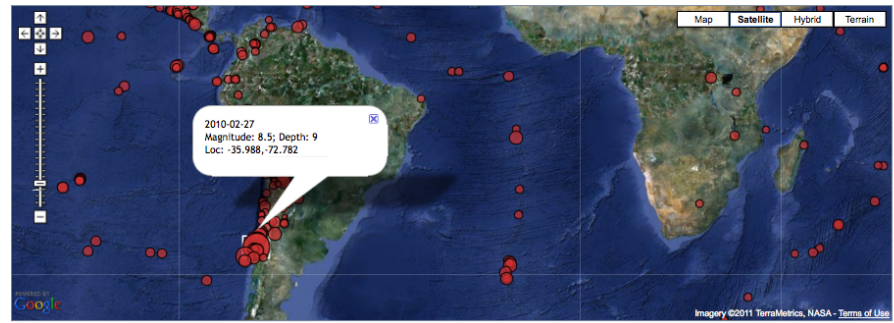 Map Satellite Hybrid Terrain
2010-02-27
Magnitude: 8.5; Depth: 9
Loc: -35.988,-72.782
POWERED BY
Google
Imagery ©2011 TerraMetrics, NASA - Terms of Use